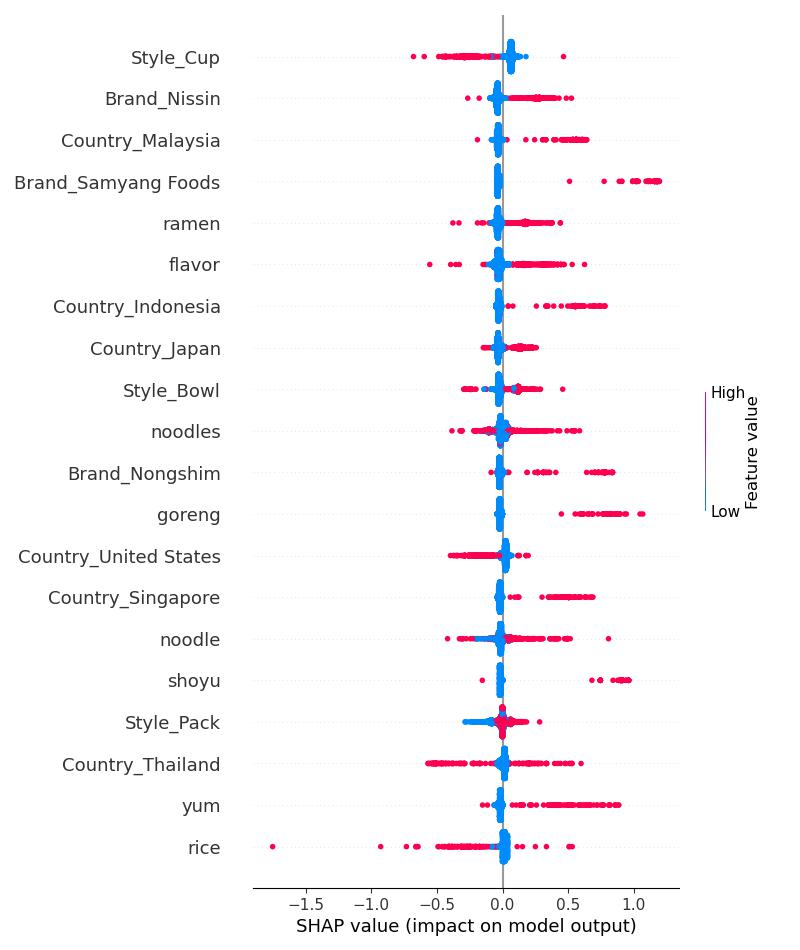 Style_Cup
Brand_Nissin
Country_Malaysia
Brand_Samyang Foods
ramen
flavor
Country_Indonesia
Country_Japan
Style_Bowl
noodles
Brand_Nongshim
goreng
Country_United States
Country_Singapore
noodle
shoyu
Style_Pack
Country_Thailand
yum
rice
−1.5 −1.0 −0.5 0.0 0.5 1.0
SHAP value (impact on model output)
High
Low
Feature value